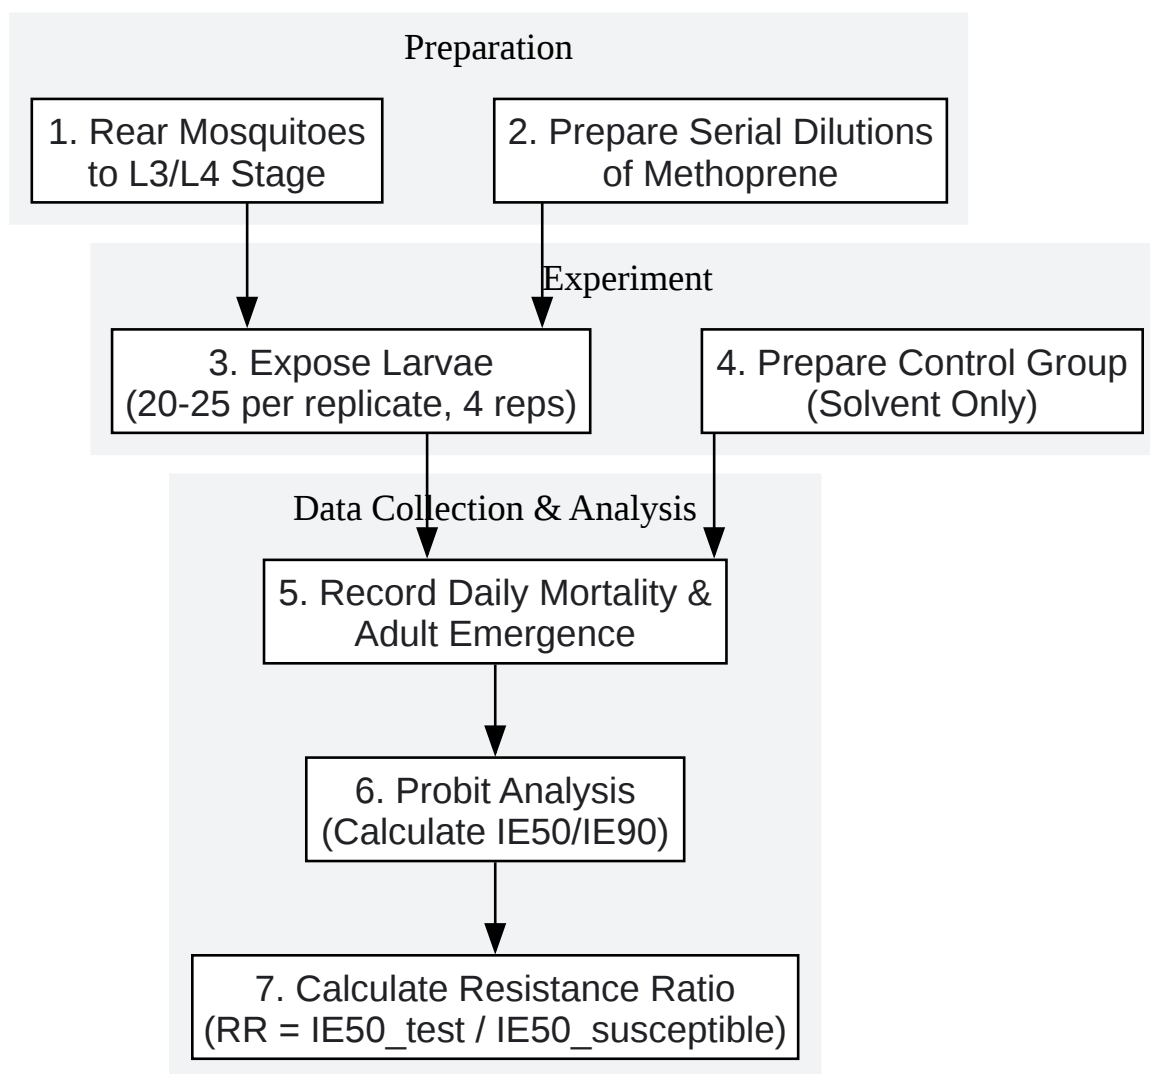 Preparation
1. Rear Mosquitoes
to L3/L4 Stage
2. Prepare Serial Dilutions
of Methoprene
Experiment
3. Expose Larvae
(20-25 per replicate, 4 reps)
4. Prepare Control Group
(Solvent Only)
Data Collection & Analysis
5. Record Daily Mortality &
Adult Emergence
6. Probit Analysis
(Calculate IE50/IE90)
7. Calculate Resistance Ratio
(RR = IE50_test / IE50_susceptible)